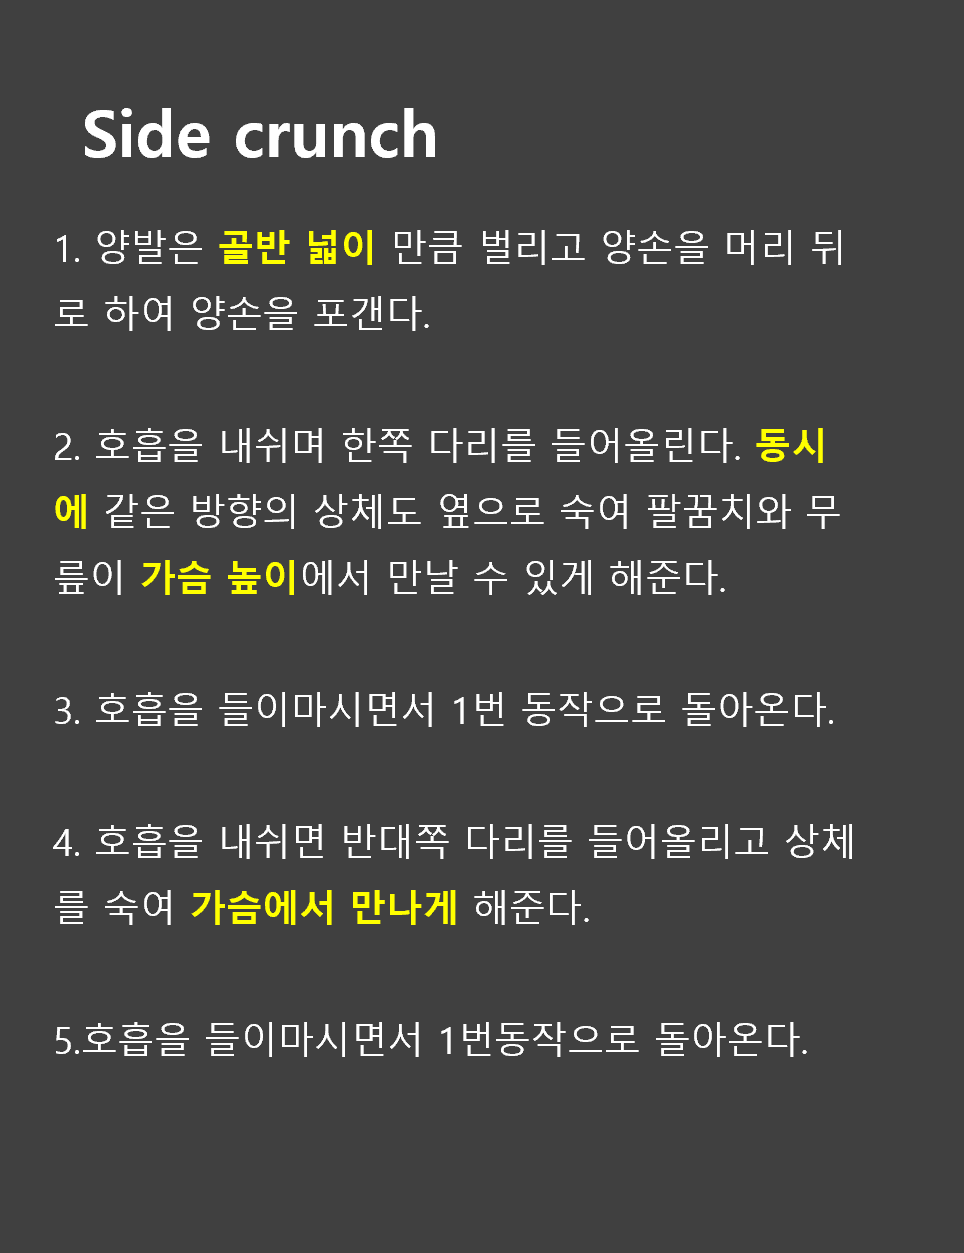 Side crunch
1. 양발은 골반 넓이 만큼 벌리고 양손을 머리 뒤
로 하여 양손을 포갠다.
2. 호흡을 내쉬며 한쪽 다리를 들어올린다. 동시
에 같은 방향의 상체도 옆으로 숙여 팔꿈치와 무
릎이 가슴 높이에서 만날 수 있게 해준다.
3. 호흡을 들이마시면서 1번 동작으로 돌아온다.
4. 호흡을 내쉬면 반대쪽 다리를 들어올리고 상체
를 숙여 가슴에서 만나게 해준다.
5.호흡을 들이마시면서 1번동작으로 돌아온다.